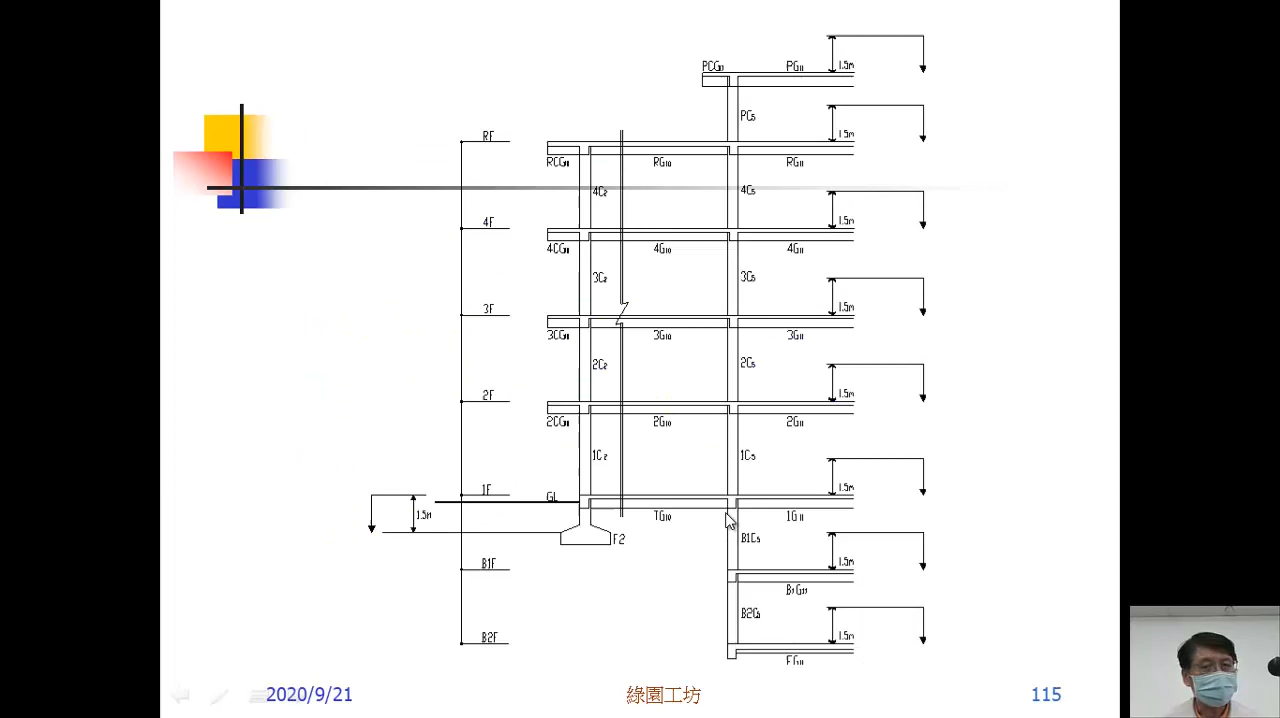 PCG11 PG11 1.5m
PC5
RF 1.5m
RCG11 RG10 RG11
4C2 4C5
4F 1.5m
4CG11 4G10 4G11
3C2 3C5
3F 1.5m
3CG11 3G10 3G11
2C2 2C5
2F 1.5m
2CG11 2G10 2G11
1C2 1C5
1F GL 1.5m
1.5m TG10 1G11
F2 B1C5
B1F 1.5m
B1G11
B2C5
B2F 1.5m
FG11
2020/9/21 綠園工坊 115